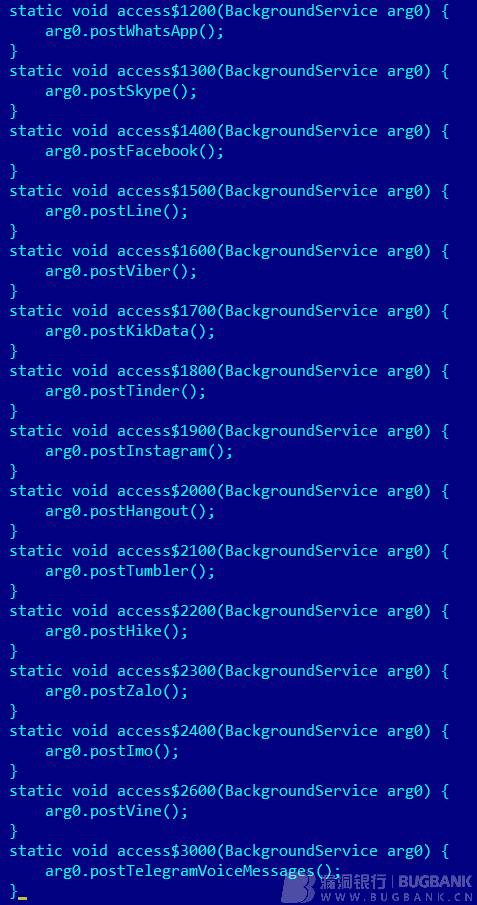 static void access$1200(BackgroundService arg0) {
    arg0.postWhatsApp();
}
static void access$1300(BackgroundService arg0) {
    arg0.postSkype();
}
static void access$1400(BackgroundService arg0) {
    arg0.postFacebook();
}
static void access$1500(BackgroundService arg0) {
    arg0.postLine();
}
static void access$1600(BackgroundService arg0) {
    arg0.postViber();
}
static void access$1700(BackgroundService arg0) {
    arg0.postKikData();
}
static void access$1800(BackgroundService arg0) {
    arg0.postTinder();
}
static void access$1900(BackgroundService arg0) {
    arg0.postInstagram();
}
static void access$2000(BackgroundService arg0) {
    arg0.postHangout();
}
static void access$2100(BackgroundService arg0) {
    arg0.postTumbler();
}
static void access$2200(BackgroundService arg0) {
    arg0.postHike();
}
static void access$2300(BackgroundService arg0) {
    arg0.postZalo();
}
static void access$2400(BackgroundService arg0) {
    arg0.postImo();
}
static void access$2600(BackgroundService arg0) {
    arg0.postVine();
}
static void access$3000(BackgroundService arg0) {
    arg0.postTelegramVoiceMessages();
}_
漏洞银行 | BUGBANK
WWW.BUGBANK.CN